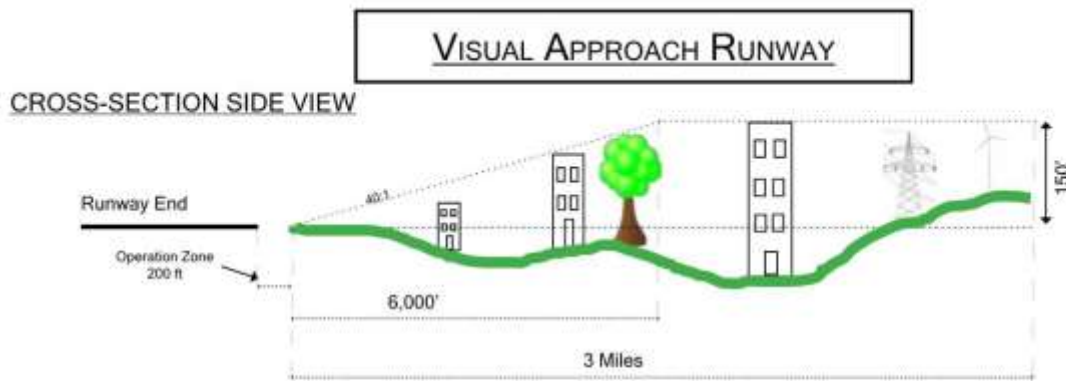 VISUAL APPROACH RUNWAY
CROSS-SECTION SIDE VIEW
40:1
150'
Runway End
Operation Zone
200 ft
6,000'
3 Miles